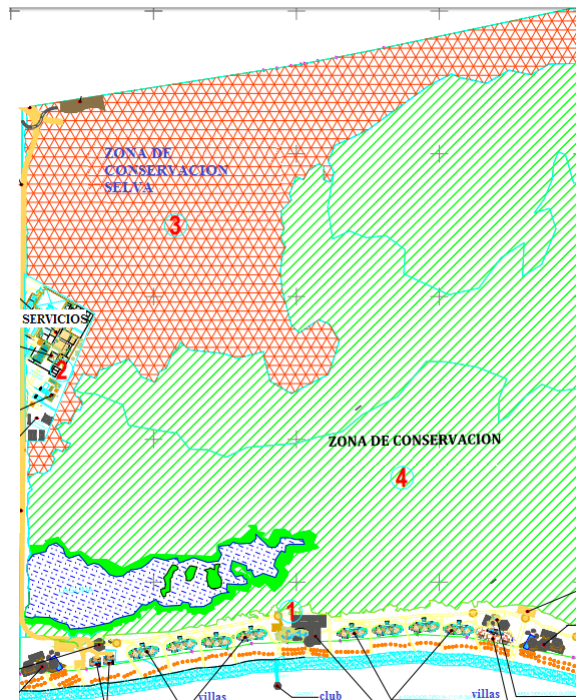 ZONA DE
CONSERVACION
SELVA
3
SERVICIOS
2
ZONA DE CONSERVACION
4
1
villas
club
villas